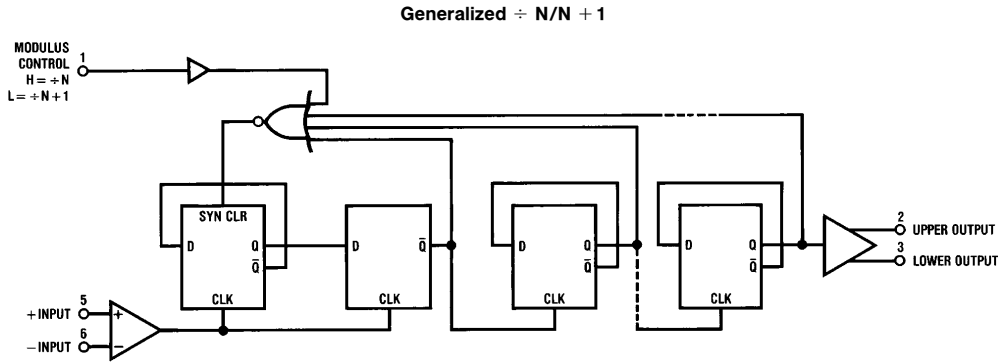 Generalized ÷ N/N + 1
MODULUS
CONTROL
H = ÷N
L = ÷N+1
1
SYN CLR
D
Q
Q̅
CLK
D
Q̅
CLK
D
Q
Q̅
CLK
D
Q
Q̅
CLK
2
UPPER OUTPUT
3
LOWER OUTPUT
+INPUT
5
+
−INPUT
6
−